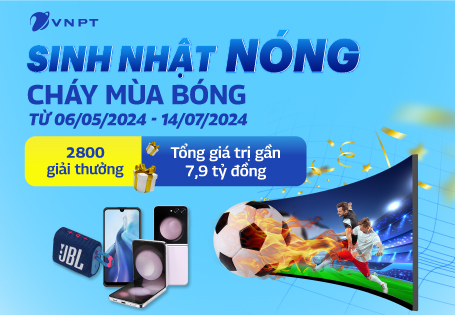 VNPT
SINH NHẬT NÓNG
CHÁY MÙA BÓNG
TỪ 06/05/2024 - 14/07/2024
2800
giải thưởng
Tổng giá trị gần
7,9 tỷ đồng
JBL